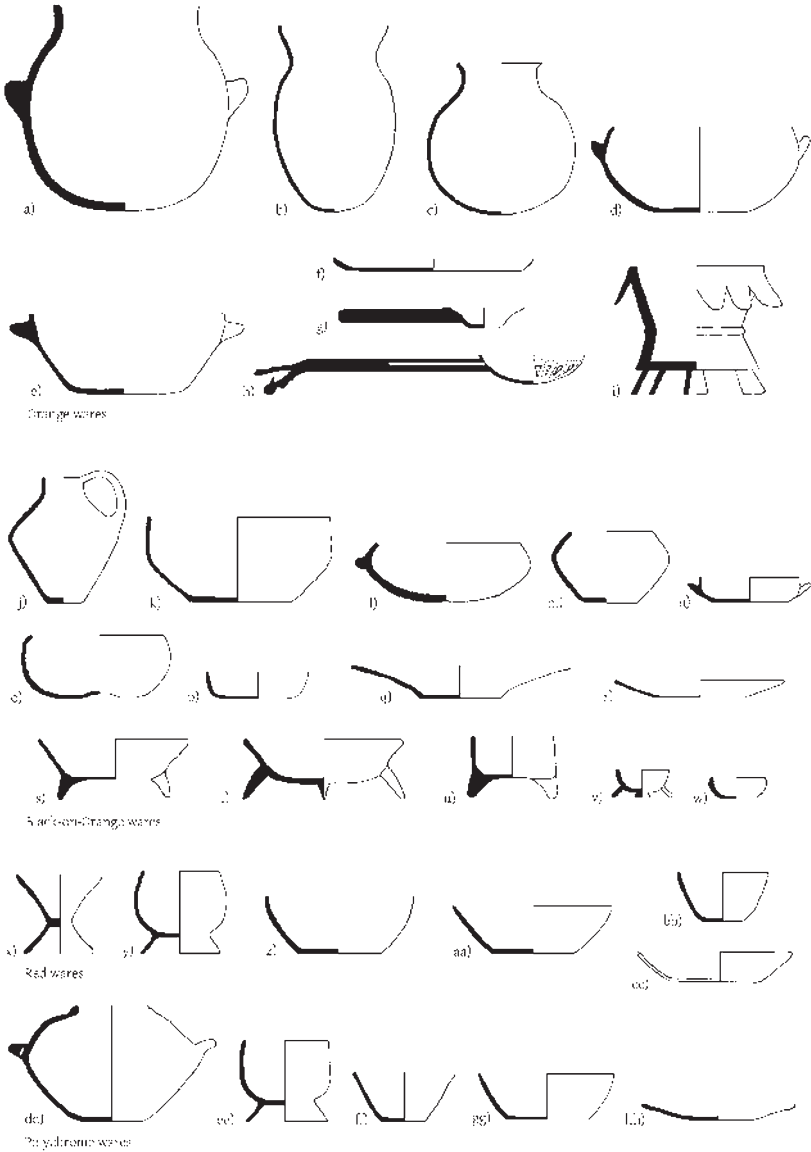 a)
b)
c)
d)
e)
f)
g)
h)
i)
Orange wares
j)
k)
l)
m)
n)
o)
p)
q)
r)
s)
t)
u)
v)
w)
Black-on-Orange wares
x)
y)
z)
aa)
bb)
cc)
Red wares
dd)
ee)
ff)
gg)
hh)
Polychrome wares